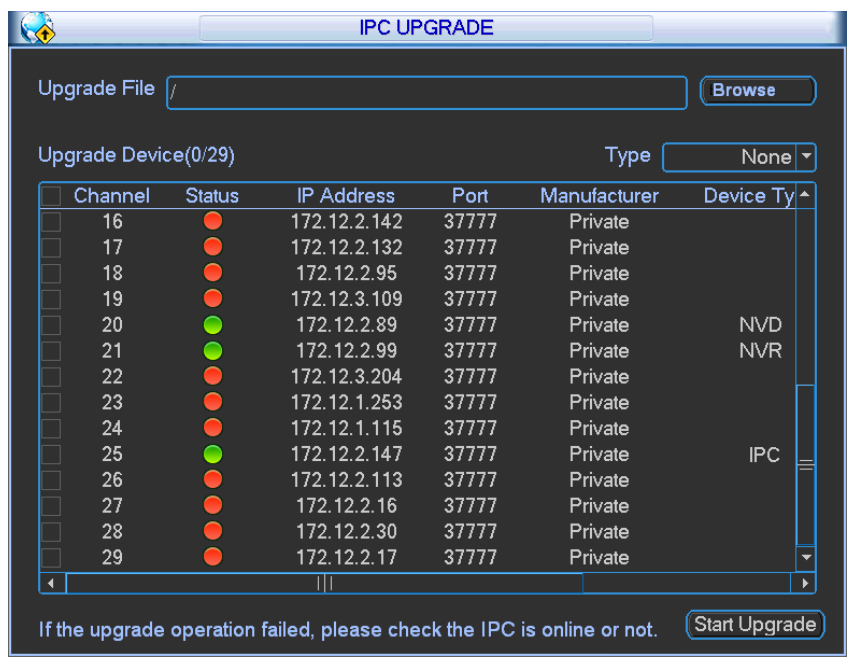 IPC UPGRADE
Upgrade File / Browse
Upgrade Device(0/29) Type None
Channel Status IP Address Port Manufacturer Device Ty
16 172.12.2.142 37777 Private
17 172.12.2.132 37777 Private
18 172.12.2.95 37777 Private
19 172.12.3.109 37777 Private
20 172.12.2.89 37777 Private NVD
21 172.12.2.99 37777 Private NVR
22 172.12.3.204 37777 Private
23 172.12.1.253 37777 Private
24 172.12.1.115 37777 Private
25 172.12.2.147 37777 Private IPC
26 172.12.2.113 37777 Private
27 172.12.2.16 37777 Private
28 172.12.2.30 37777 Private
29 172.12.2.17 37777 Private
If the upgrade operation failed, please check the IPC is online or not. Start Upgrade